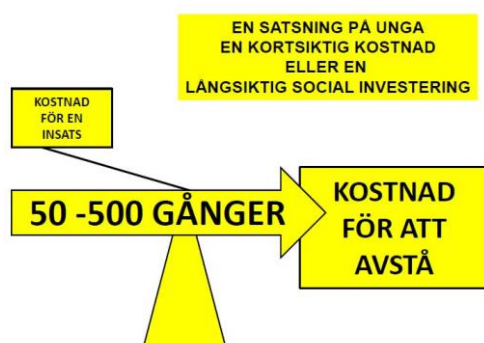 EN SATSNING PÅ UNGA
EN KORTSIKTIG KOSTNAD
ELLER EN
LÅNGSIKTIG SOCIAL INVESTERING
KOSTNAD
FÖR EN
INSATS
50 -500 GÅNGER
KOSTNAD
FÖR ATT
AVSTÅ